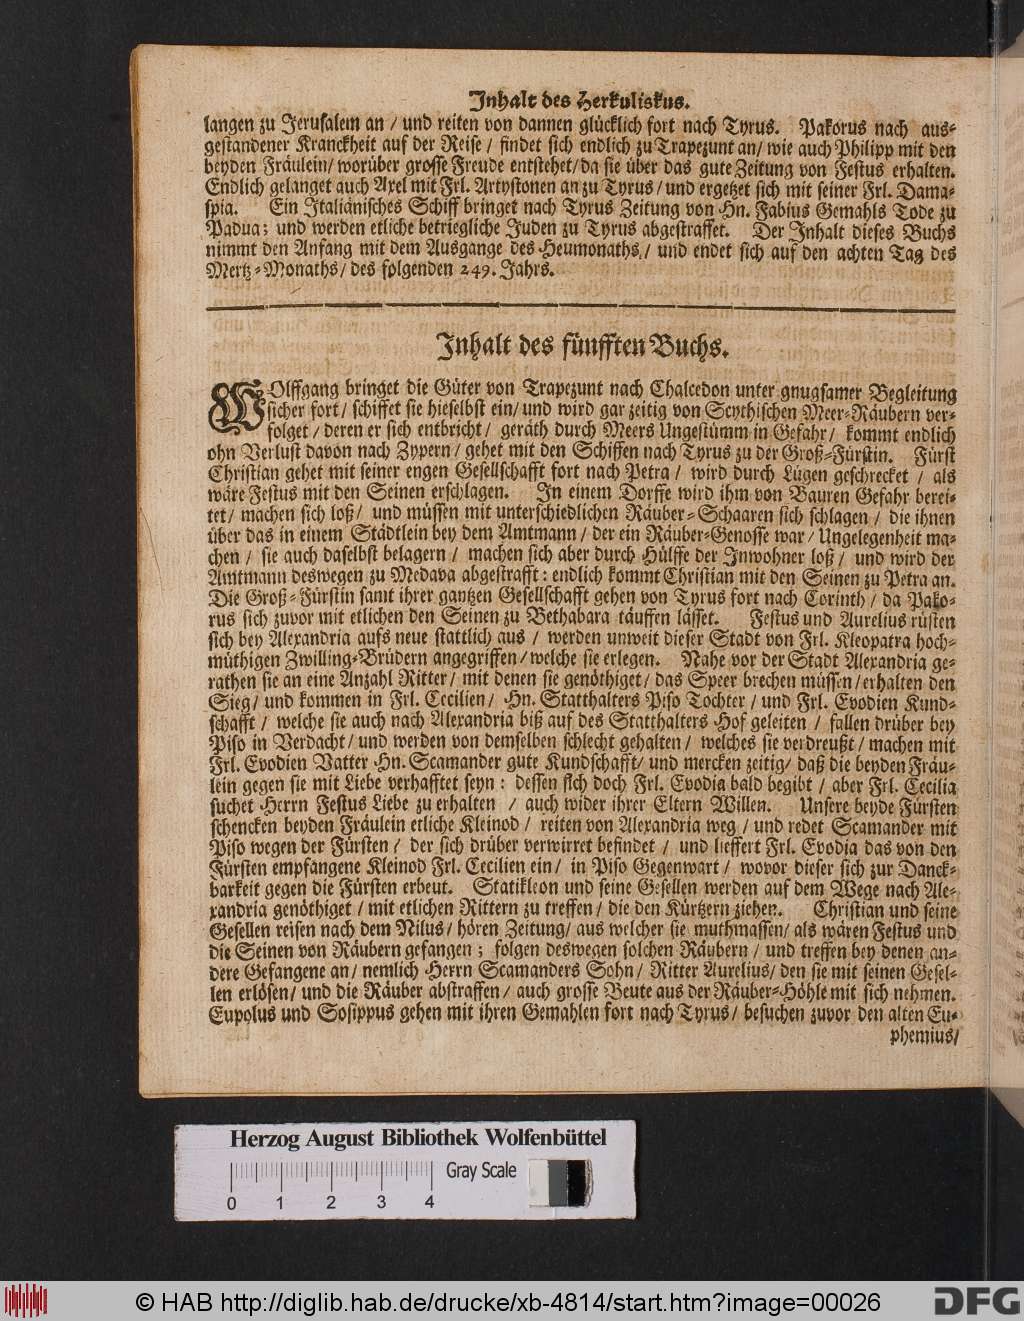 Inhalt des Herkuliskus.
langen zu Jerusalem an / und reiten von dannen glücklich fort nach Tyrus. Pakorus nach aus-
gestandener Kranckheit auf der Reise / findet sich endlich zu Trapezunt an / wie auch Philipp mit den
beyden Fräulein / worüber grosse Freude entstehet / da sie über das gute Zeitung von Festus erhalten.
Endlich gelanget auch Axel mit Frl. Artystonen an zu Tyrus / und ergetzet sich mit seiner Frl. Dama-
spia. Ein Italiänisches Schiff bringet nach Tyrus Zeitung von Hn. Fabius Gemahls Tode zu
Padua; und werden etliche betriegliche Juden zu Tyrus abgestraffet. Der Inhalt dieses Buchs
nimmt den Anfang mit dem Ausgange des Heumonaths / und endet sich auf den achten Tag des
Mertz-Monaths / des folgenden 249. Jahrs.
Inhalt des fünfften Buchs.
WOlffgang bringet die Güter von Trapezunt nach Chalcedon unter gnugsamer Begleitung
sicher fort / schiffet sie hieselbst ein / und wird gar zeitig von Scythischen Meer-Räubern ver-
folget / deren er sich entbricht / geräth durch Meers Ungestümm in Gefahr / kommt endlich
ohn Verlust davon nach Zypern / gehet mit den Schiffen nach Tyrus zu der Groß-Fürstin. Fürst
Christian gehet mit seiner engen Gesellschafft fort nach Petra / wird durch Lügen geschrecket / als
wäre Festus mit den Seinen erschlagen. In einem Dorffe wird ihm von Bauren Gefahr berei-
tet / machen sich loß / und müssen mit unterschiedlichen Räuber-Schaaren sich schlagen / die ihnen
über das in einem Städtlein bey dem Amtmann / der ein Räuber-Genosse war / Ungelegenheit ma-
chen / sie auch daselbst belagern / machen sich aber durch Hülffe der Inwohner loß / und wird der
Amtmann deswegen zu Medava abgestrafft: endlich kommt Christian mit den Seinen zu Petra an.
Die Groß-Fürstin samt ihrer gantzen Gesellschafft gehen von Tyrus fort nach Corinth / da Pako-
rus sich zuvor mit etlichen den Seinen zu Bethabara täuffen lässet. Festus und Aurelius rüsten
sich bey Alexandria aufs neue stattlich aus / werden unweit dieser Stadt von Frl. Kleopatra hoch-
müthigen Zwilling-Brüdern angegriffen / welche sie erlegen. Nahe vor der Stadt Alexandria ge-
rathen sie an eine Anzahl Ritter / mit denen sie genöthiget / das Speer brechen müssen / erhalten den
Sieg / und kommen in Frl. Cecilien / Hn. Statthalters Piso Tochter / und Frl. Evodien Kund-
schafft / welche sie auch nach Alexandria biß auf des Statthalters Hof geleiten / fallen drüber bey
Piso in Verdacht / und werden von demselben schlecht gehalten / welches sie verdreußt / machen mit
Frl. Evodien Vatter Hn. Scamander gute Kundschafft / und mercken zeitig / daß die beyden Fräu-
lein gegen sie mit Liebe verhafftet seyn: dessen sich doch Frl. Evodia bald begibt / aber Frl. Cecilia
suchet Herrn Festus Liebe zu erhalten / auch wider ihrer Eltern Willen. Unsere beyde Fürsten
schencken beyden Fräulein etliche Kleinod / reiten von Alexandria weg / und redet Scamander mit
Piso wegen der Fürsten / der sich drüber verwirret befindet / und lieffert Frl. Evodia das von den
Fürsten empfangene Kleinod Frl. Cecilien ein / in Piso Gegenwart / wovor dieser sich zur Danck-
barkeit gegen die Fürsten erbeut. Statikleon und seine Gesellen werden auf dem Wege nach Ale-
xandria genöthiget / mit etlichen Rittern zu treffen / die den Kürtzern ziehen. Christian und seine
Gesellen reisen nach dem Nilus / hören Zeitung / aus welcher sie muthmassen / als wären Festus und
die Seinen von Räubern gefangen; folgen deswegen solchen Räubern / und treffen bey denen an-
dere Gefangene an / nemlich Herrn Scamanders Sohn / Ritter Aurelius / den sie mit seinen Gesel-
len erlösen / und die Räuber abstraffen / auch grosse Beute aus der Räuber-Höhle mit sich nehmen.
Eupolus und Sosippus gehen mit ihren Gemahlen fort nach Tyrus / besuchen zuvor den alten Eu-
phemius /
Herzog August Bibliothek Wolfenbüttel
Gray Scale
0 1 2 3 4
© HAB http://diglib.hab.de/drucke/xb-4814/start.htm?image=00026
DFG